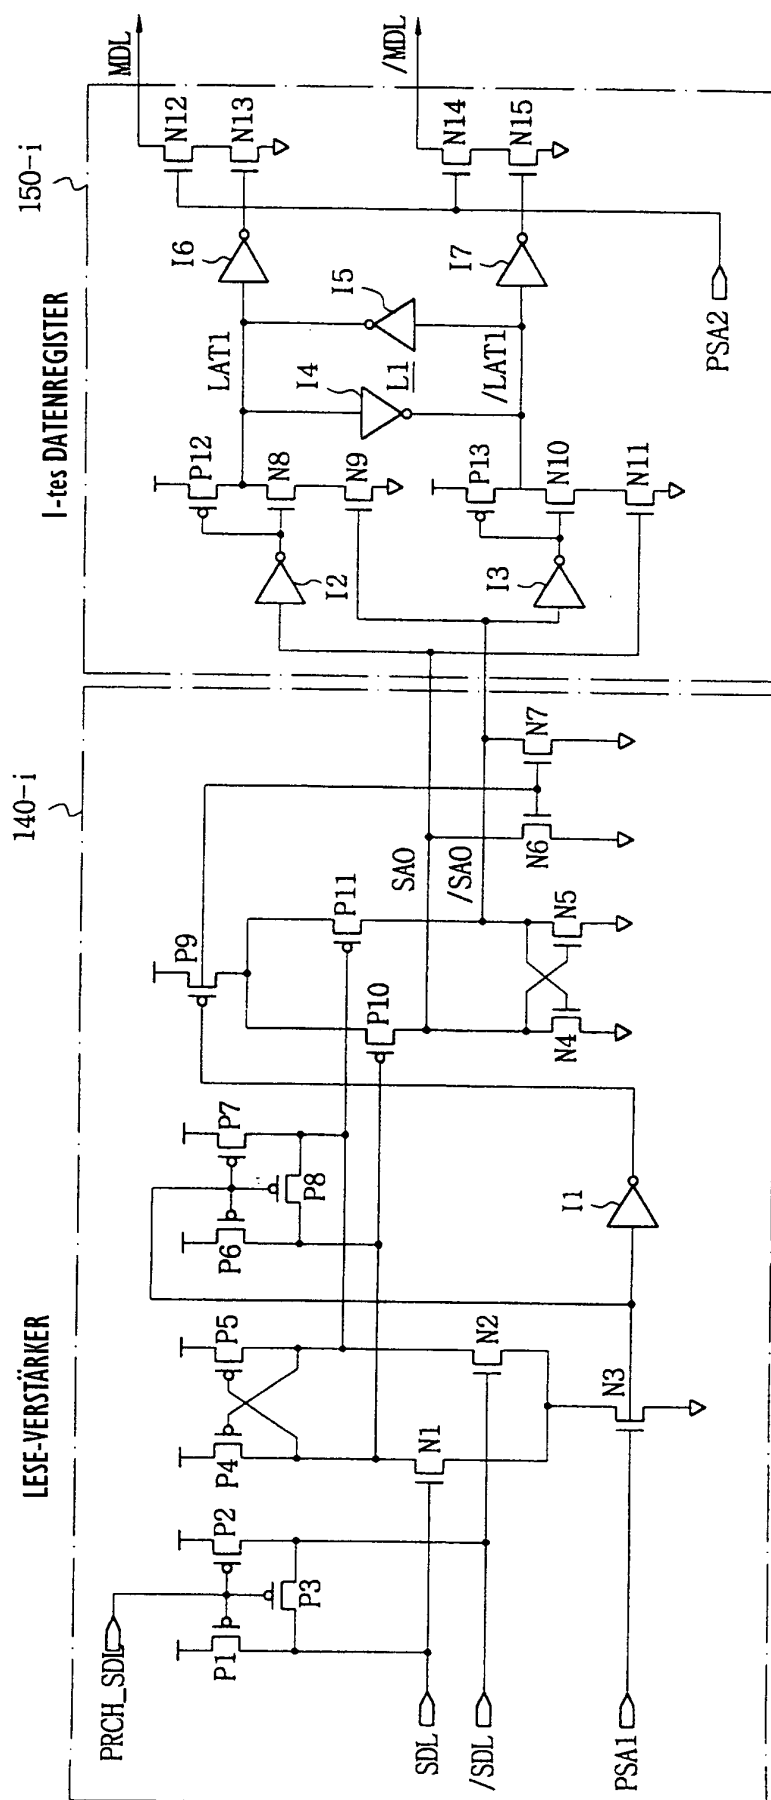 LESE-VERSTÄRKER
140-i
I-tes DATENREGISTER
150-i
PRCH_SDL
P1
P2
P3
P4
P5
P6
P7
P8
P9
P10
P11
SDL
/SDL
PSA1
N1
N2
N3
I1
N4
N5
N6
N7
SAO
/SAO
I2
I3
P12
N8
N9
P13
N10
N11
LAT1
/LAT1
I4
I5
L1
I6
I7
N12
N13
N14
N15
MDL
/MDL
PSA2